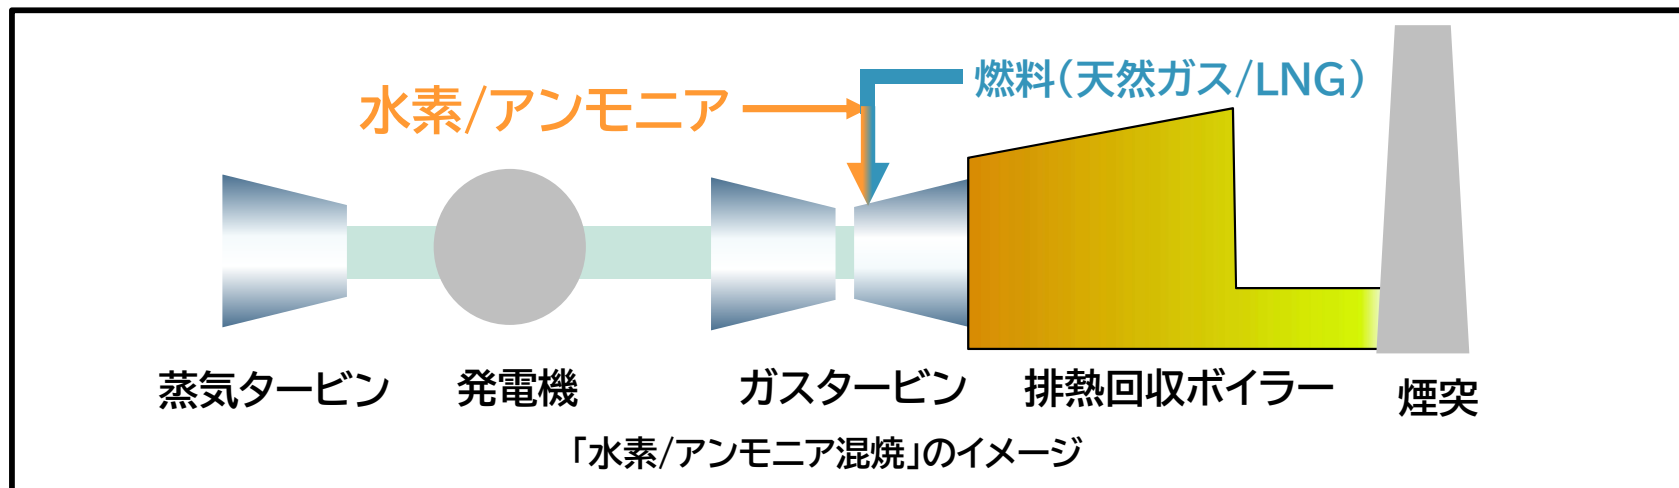 燃料(天然ガス/LNG)
水素/アンモニア
蒸気タービン
発電機
ガスタービン
排熱回収ボイラー
煙突
「水素/アンモニア混焼」のイメージ